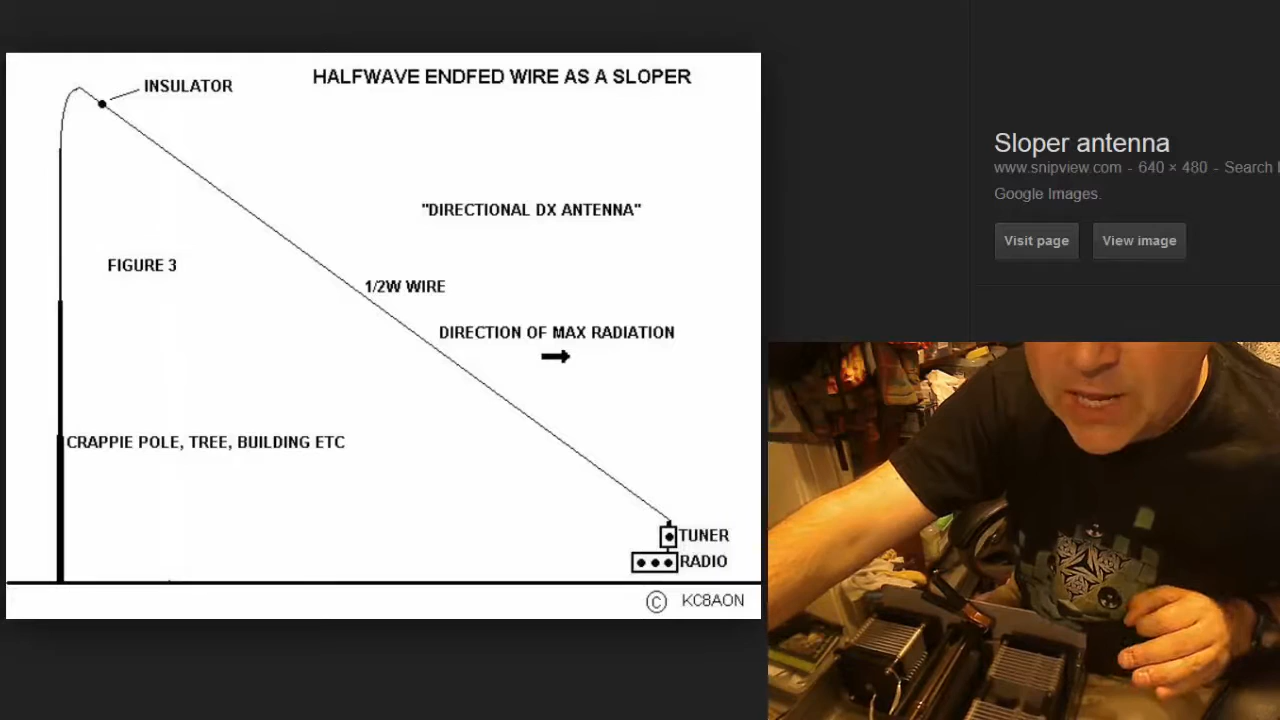 HALFWAVE ENDFED WIRE AS A SLOPER
INSULATOR
"DIRECTIONAL DX ANTENNA"
FIGURE 3
1/2W WIRE
DIRECTION OF MAX RADIATION
CRAPPIE POLE, TREE, BUILDING ETC
TUNER
RADIO
© KC8AON
Sloper antenna
www.snipview.com - 640 × 480 - Search
Google Images.
Visit page
View image